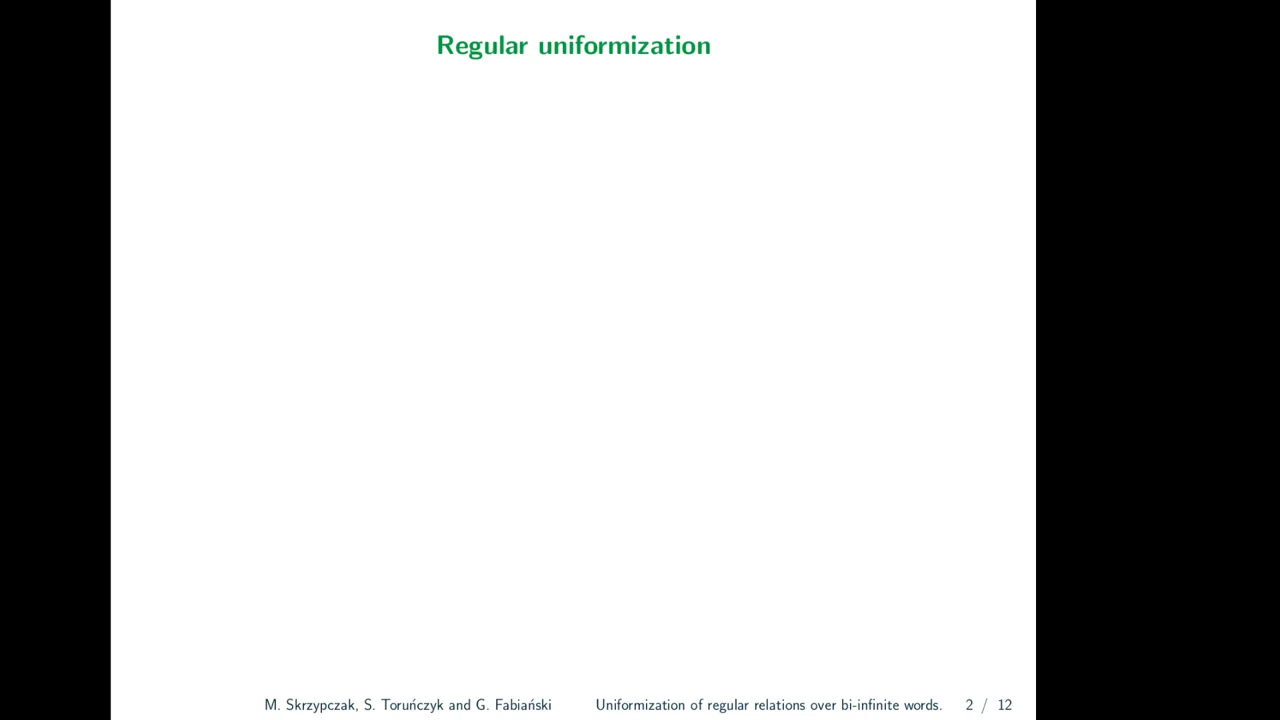 Regular uniformization
M. Skrzypczak, S. Toruńczyk and G. Fabiański Uniformization of regular relations over bi-infinite words. 2 / 12